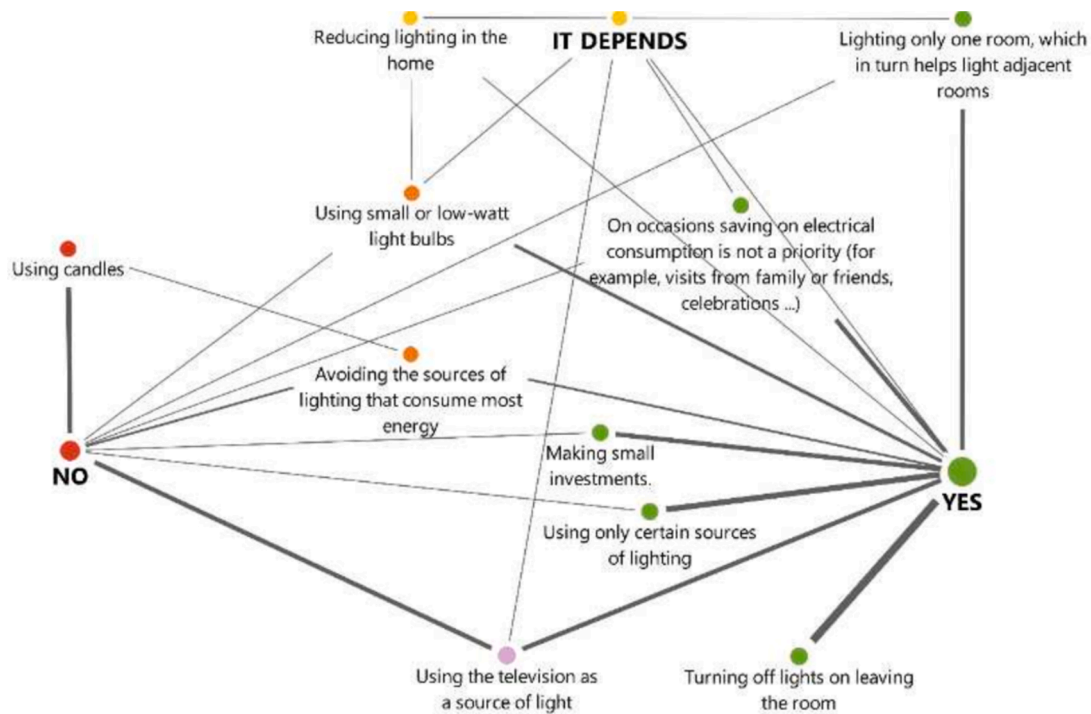 Reducing lighting in the
home
IT DEPENDS
Lighting only one room, which
in turn helps light adjacent
rooms
Using small or low-watt
light bulbs
On occasions saving on electrical
consumption is not a priority (for
example, visits from family or friends,
celebrations ...)
Using candles
Avoiding the sources of
lighting that consume most
energy
NO
Making small
investments.
YES
Using only certain sources
of lighting
Using the television as
a source of light
Turning off lights on leaving
the room